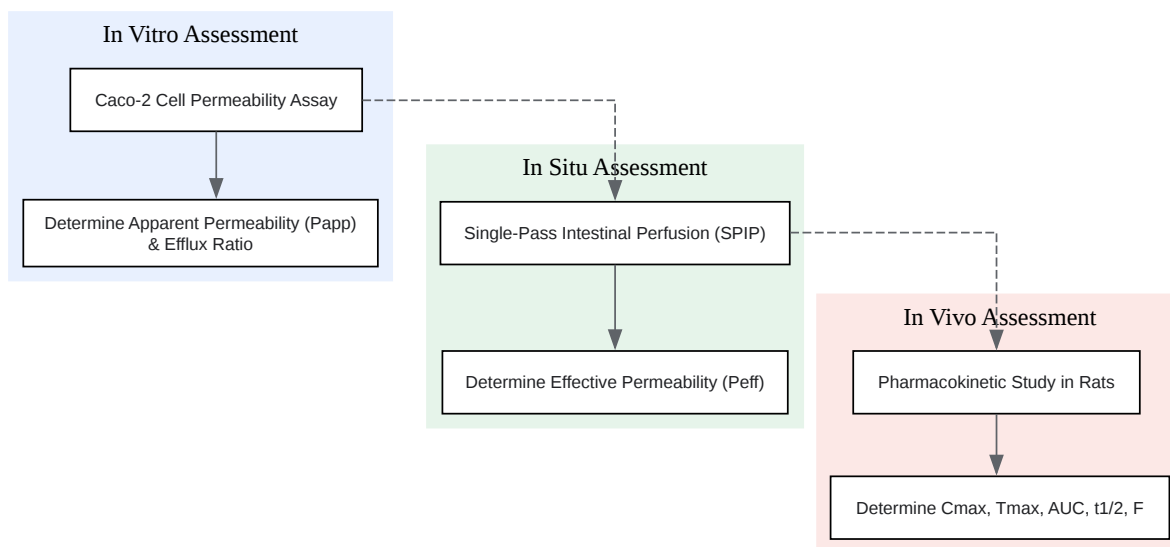 In Vitro Assessment
Caco-2 Cell Permeability Assay
Determine Apparent Permeability (Papp)
& Efflux Ratio
In Situ Assessment
Single-Pass Intestinal Perfusion (SPIP)
Determine Effective Permeability (Peff)
In Vivo Assessment
Pharmacokinetic Study in Rats
Determine Cmax, Tmax, AUC, t1/2, F